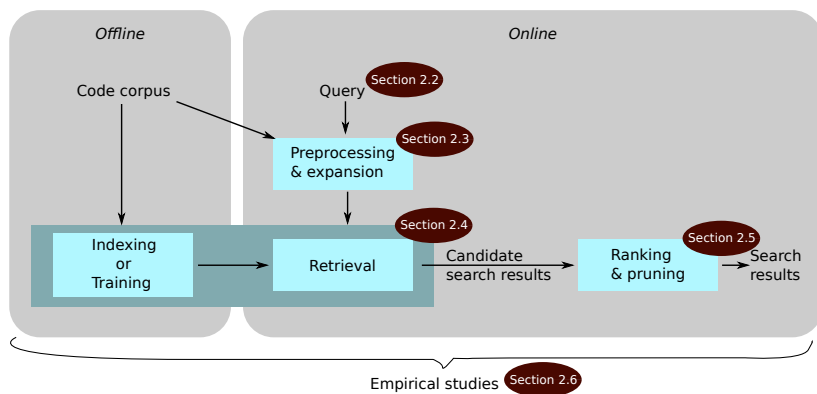 Offline
Online
Code corpus
Query
Section 2.2
Section 2.3
Preprocessing
& expansion
Section 2.4
Indexing
or
Training
Retrieval
Candidate
search results
Section 2.5
Ranking
& pruning
Search
results
Empirical studies
Section 2.6